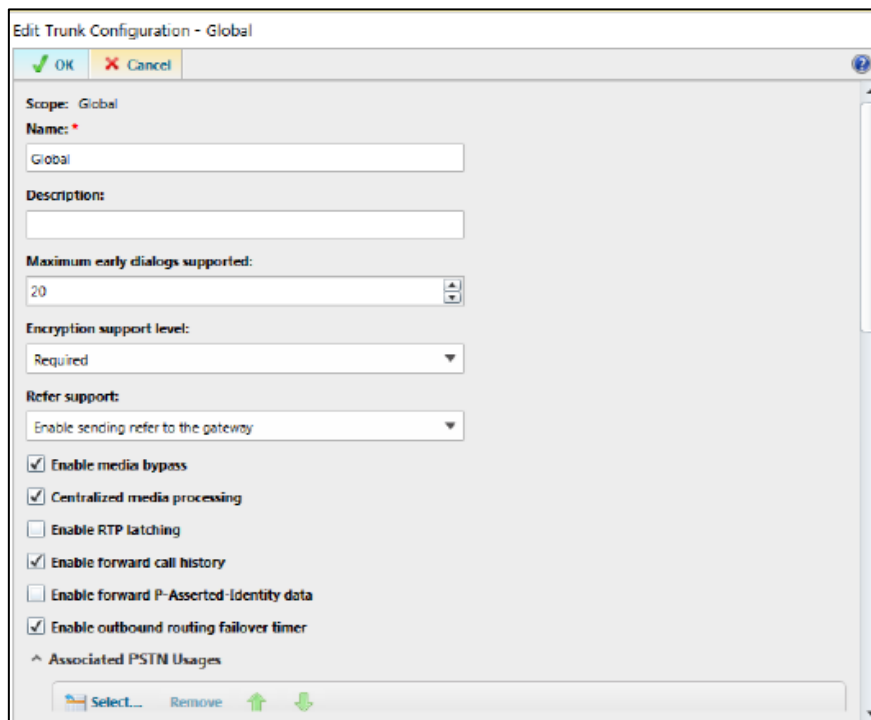 Edit Trunk Configuration - Global
OK Cancel
Scope: Global
Name: *
Global
Description:
Maximum early dialogs supported:
20
Encryption support level:
Required
Refer support:
Enable sending refer to the gateway
Enable media bypass
Centralized media processing
Enable RTP latching
Enable forward call history
Enable forward P-Asserted-Identity data
Enable outbound routing failover timer
Associated PSTN Usages
Select... Remove